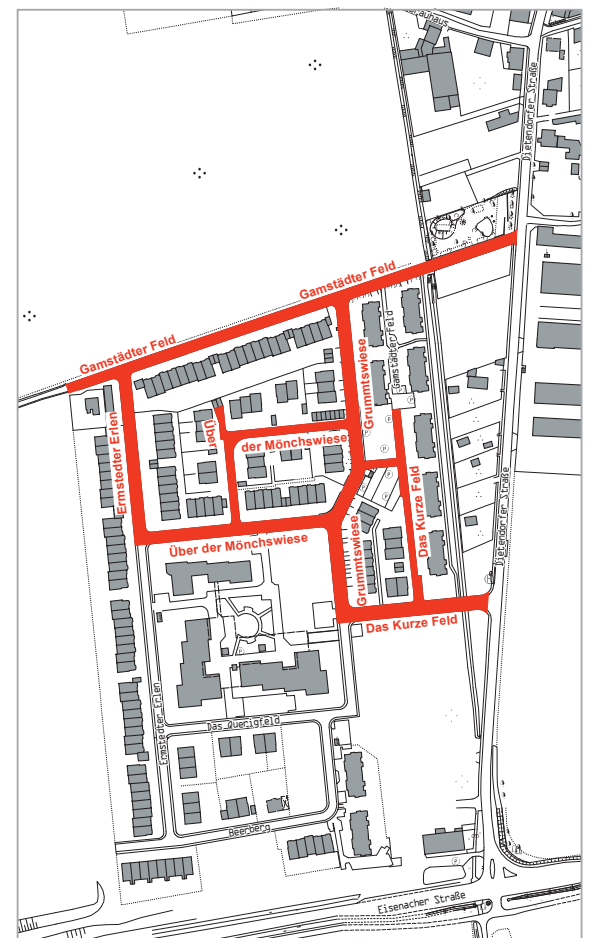 Dietendorfer Straße
Gamstädter Feld
Gamstädter Feld
Gamstädter Feld
Grummtswiese
Ermstedter Erlen
Über
der Mönchswiese
Das Kurze Feld
Dietendorfer Straße
Über der Mönchswiese
Grummtswiese
Das Kurze Feld
Ermstedter Erlen
Das Querigfeld
Beerberg
Eisenacher Straße